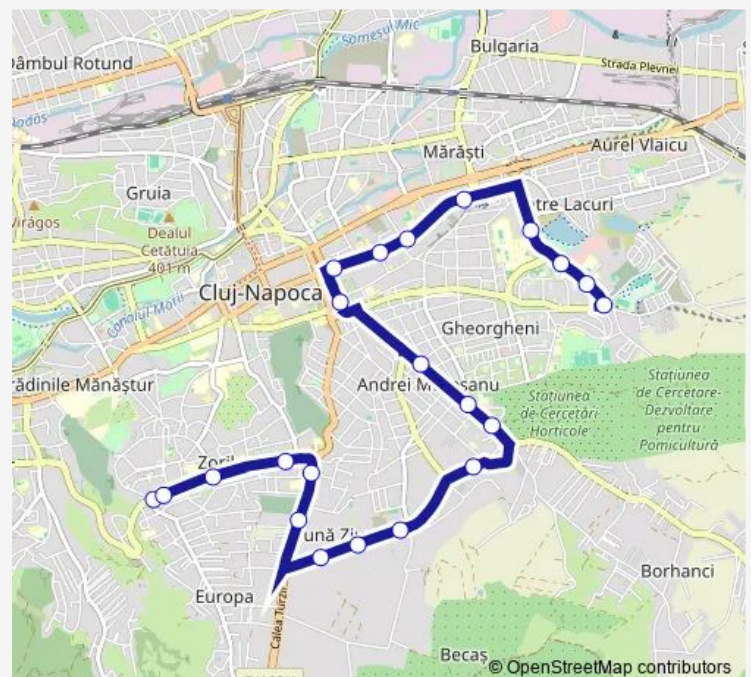 Someșul Mic
Bulgaria
Dâmbul Rotund
Strada Plevnei
Mărăști
Aurel Vlaicu
Gruia
tre Lacuri
Virágos
Dealul
Cetățuia
401 m
Cluj-Napoca
Canalul Morii
Gheorgheni
rădinile Mănăștur
Andrei M
șanu
Stațiunea
de Cercetări
Horticole
Stațiunea
de Cercetare-
Dezvoltare
pentru
Pomicultură
Zori
ună Zi
Europa
Calea Turzii
Borhanci
Becaș
© OpenStreetMap contributors